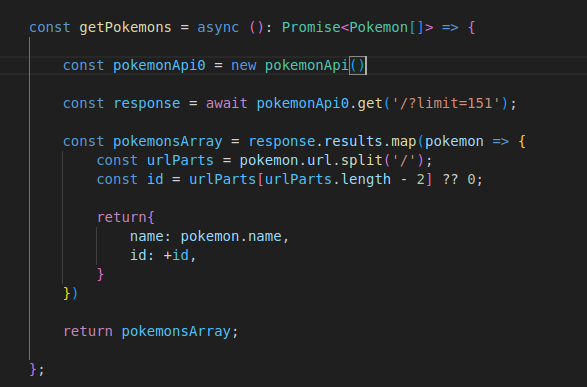 const getPokemons = async (): Promise<Pokemon[]> => {
const pokemonApi0 = new pokemonApi()
const response = await pokemonApi0.get('/?limit=151');
const pokemonsArray = response.results.map(pokemon => {
const urlParts = pokemon.url.split('/');
const id = urlParts[urlParts.length - 2] ?? 0;
return{
name: pokemon.name,
id: +id,
}
})
return pokemonsArray;
};